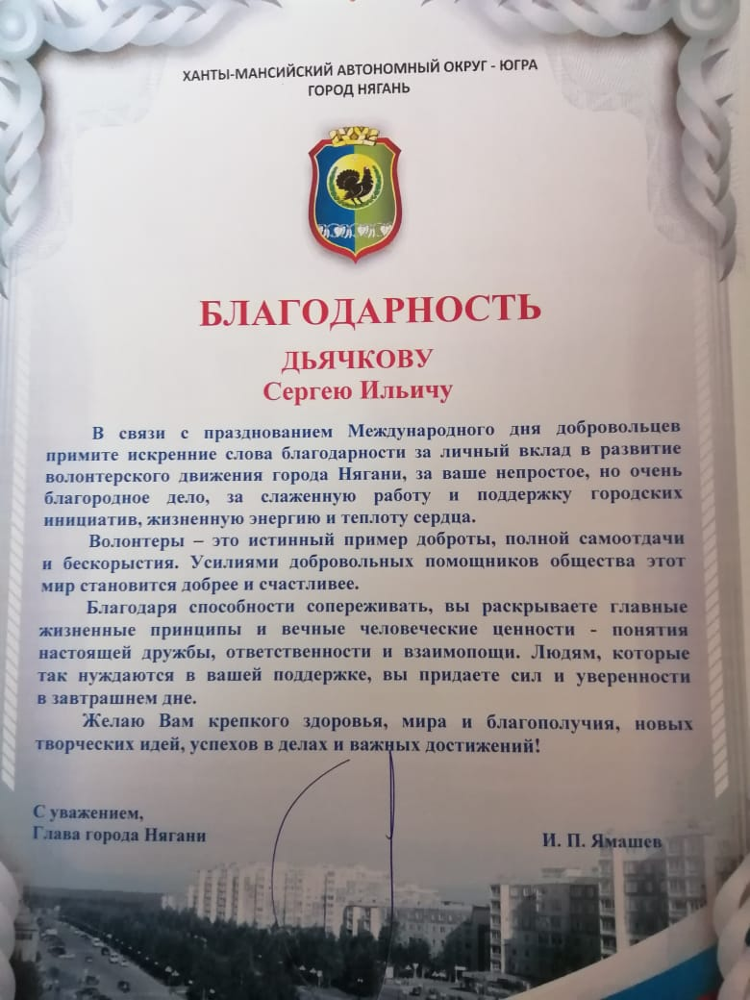 ХАНТЫ-МАНСИЙСКИЙ АВТОНОМНЫЙ ОКРУГ - ЮГРА
ГОРОД НЯГАНЬ
БЛАГОДАРНОСТЬ
ДЬЯЧКОВУ
Сергею Ильичу
В связи с празднованием Международного дня добровольцев
примите искренние слова благодарности за личный вклад в развитие
волонтерского движения города Нягани, за ваше непростое, но очень
благородное дело, за слаженную работу и поддержку городских
инициатив, жизненную энергию и теплоту сердца.
Волонтеры – это истинный пример доброты, полной самоотдачи
и бескорыстия. Усилиями добровольных помощников общества этот
мир становится добрее и счастливее.
Благодаря способности сопереживать, вы раскрываете главные
жизненные принципы и вечные человеческие ценности - понятия
настоящей дружбы, ответственности и взаимопощи. Людям, которые
так нуждаются в вашей поддержке, вы придаете сил и уверенности
в завтрашнем дне.
Желаю Вам крепкого здоровья, мира и благополучия, новых
творческих идей, успехов в делах и важных достижений!
С уважением,
Глава города Нягани
И. П. Ямашев